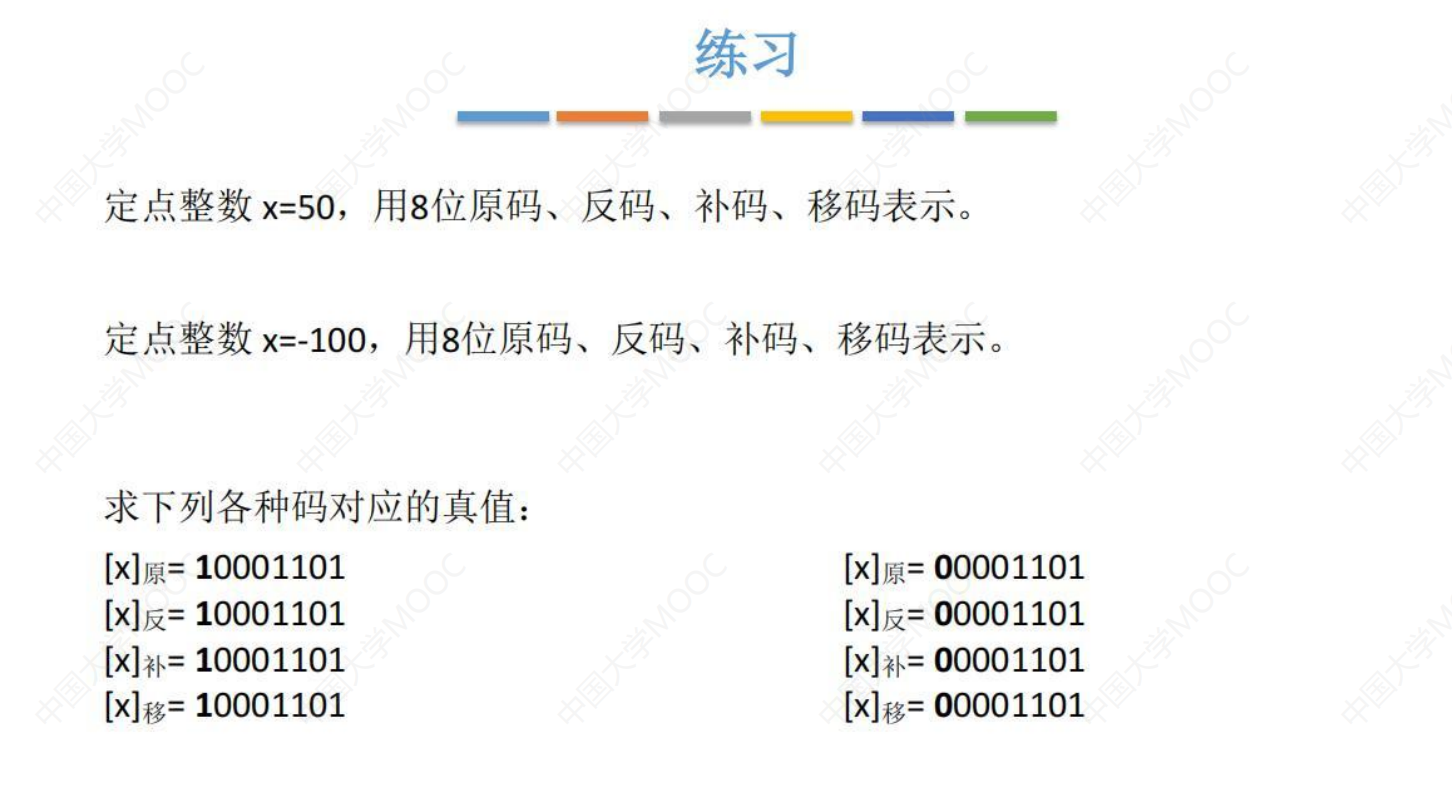 练习
定点整数 x=50，用8位原码、反码、补码、移码表示。
定点整数 x=-100，用8位原码、反码、补码、移码表示。
求下列各种码对应的真值：
[x]原= 10001101
[x]反= 10001101
[x]补= 10001101
[x]移= 10001101
[x]原= 00001101
[x]反= 00001101
[x]补= 00001101
[x]移= 00001101
中国大学MOOC